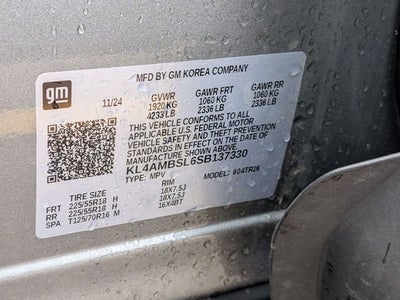 gm
MFD BY GM KOREA COMPANY
11/24 GVWR GAWR FRT GAWR RR
1920 KG 1060 KG 1060 KG
4233 LB 2336 LB 2336 LB
THIS VEHICLE CONFORMS TO ALL
APPLICABLE U.S. FEDERAL MOTOR
VEHICLE SAFETY AND THEFT PREVENTION
STANDARDS IN EFFECT ON THE DATE OF
MANUFACTURE SHOWN ABOVE.
KL4AMBSL6SB137330
TYPE: MPV MODEL: 604TR26
TIRE SIZE RIM
FRT 225/55R18 H 18X7.5J
RR 225/55R18 H 18X7.5J
SPA T125/70R16 M 16X4BT